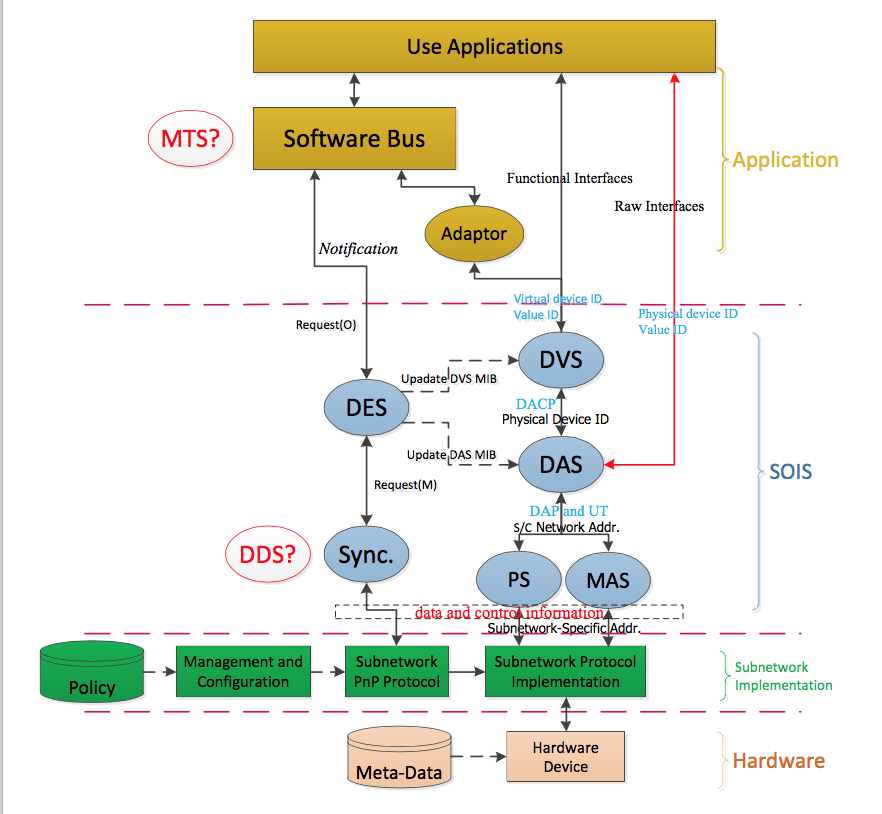 Use Applications
MTS?
Software Bus
Application
Functional Interfaces
Raw Interfaces
Adaptor
Notification
Virtual device ID
Value ID
Physical device ID
Value ID
Request(O)
DVS
Upadate DVS MIB
DES
DACP
Physical Device ID
Update DAS MIB
DAS
SOIS
Request(M)
DAP and UT
S/C Network Addr.
DDS?
Sync.
PS
MAS
data and control information
Subnetwork-Specific Addr.
Policy
Management and
Configuration
Subnetwork
PnP Protocol
Subnetwork Protocol
Implementation
Subnetwork
Implementation
Meta-Data
Hardware
Device
Hardware